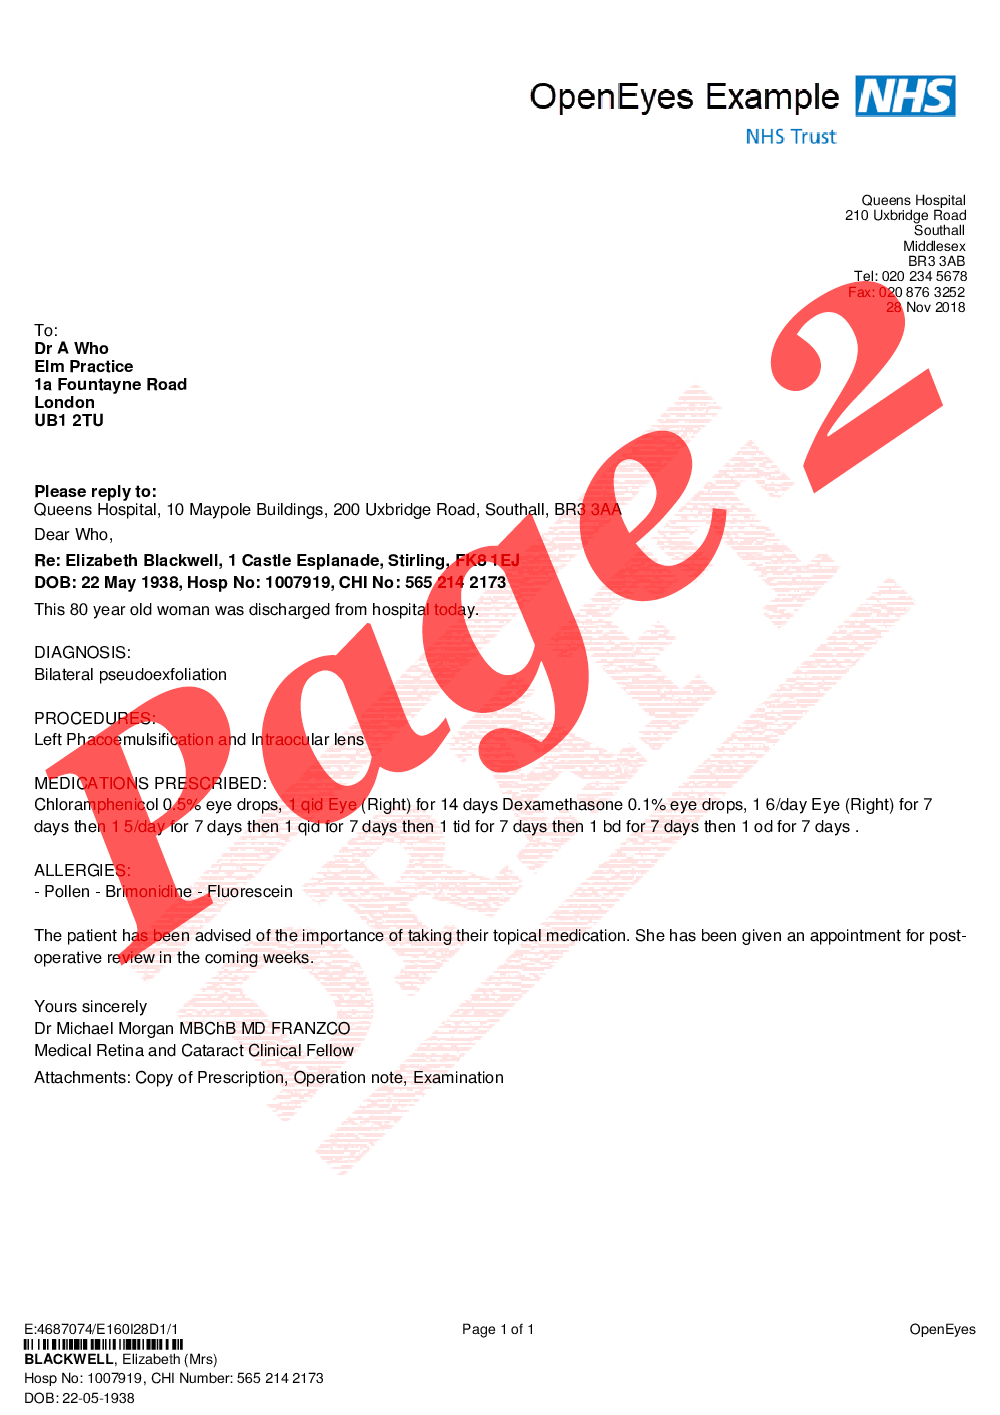 OpenEyes Example NHS
NHS Trust
Queens Hospital
210 Uxbridge Road
Southall
Middlesex
BR3 3AB
Tel: 020 234 5678
Fax: 020 876 3252
28 Nov 2018
To:
Dr A Who
Elm Practice
1a Fountayne Road
London
UB1 2TU
Please reply to:
Queens Hospital, 10 Maypole Buildings, 200 Uxbridge Road, Southall, BR3 3AA
Dear Who,
Re: Elizabeth Blackwell, 1 Castle Esplanade, Stirling, FK8 1EJ
DOB: 22 May 1938, Hosp No: 1007919, CHI No: 565 214 2173
This 80 year old woman was discharged from hospital today.
DIAGNOSIS:
Bilateral pseudoexfoliation
PROCEDURES:
Left Phacoemulsification and Intraocular lens
MEDICATIONS PRESCRIBED:
Chloramphenicol 0.5% eye drops, 1 qid Eye (Right) for 14 days Dexamethasone 0.1% eye drops, 1 6/day Eye (Right) for 7
days then 1 5/day for 7 days then 1 qid for 7 days then 1 tid for 7 days then 1 bd for 7 days then 1 od for 7 days .
ALLERGIES:
- Pollen - Brimonidine - Fluorescein
The patient has been advised of the importance of taking their topical medication. She has been given an appointment for post-
operative review in the coming weeks.
Yours sincerely
Dr Michael Morgan MBChB MD FRANZCO
Medical Retina and Cataract Clinical Fellow
Attachments: Copy of Prescription, Operation note, Examination
Page 2
DRAFT
E:4687074/E160I28D1/1
Page 1 of 1
OpenEyes
BLACKWELL, Elizabeth (Mrs)
Hosp No: 1007919, CHI Number: 565 214 2173
DOB: 22-05-1938